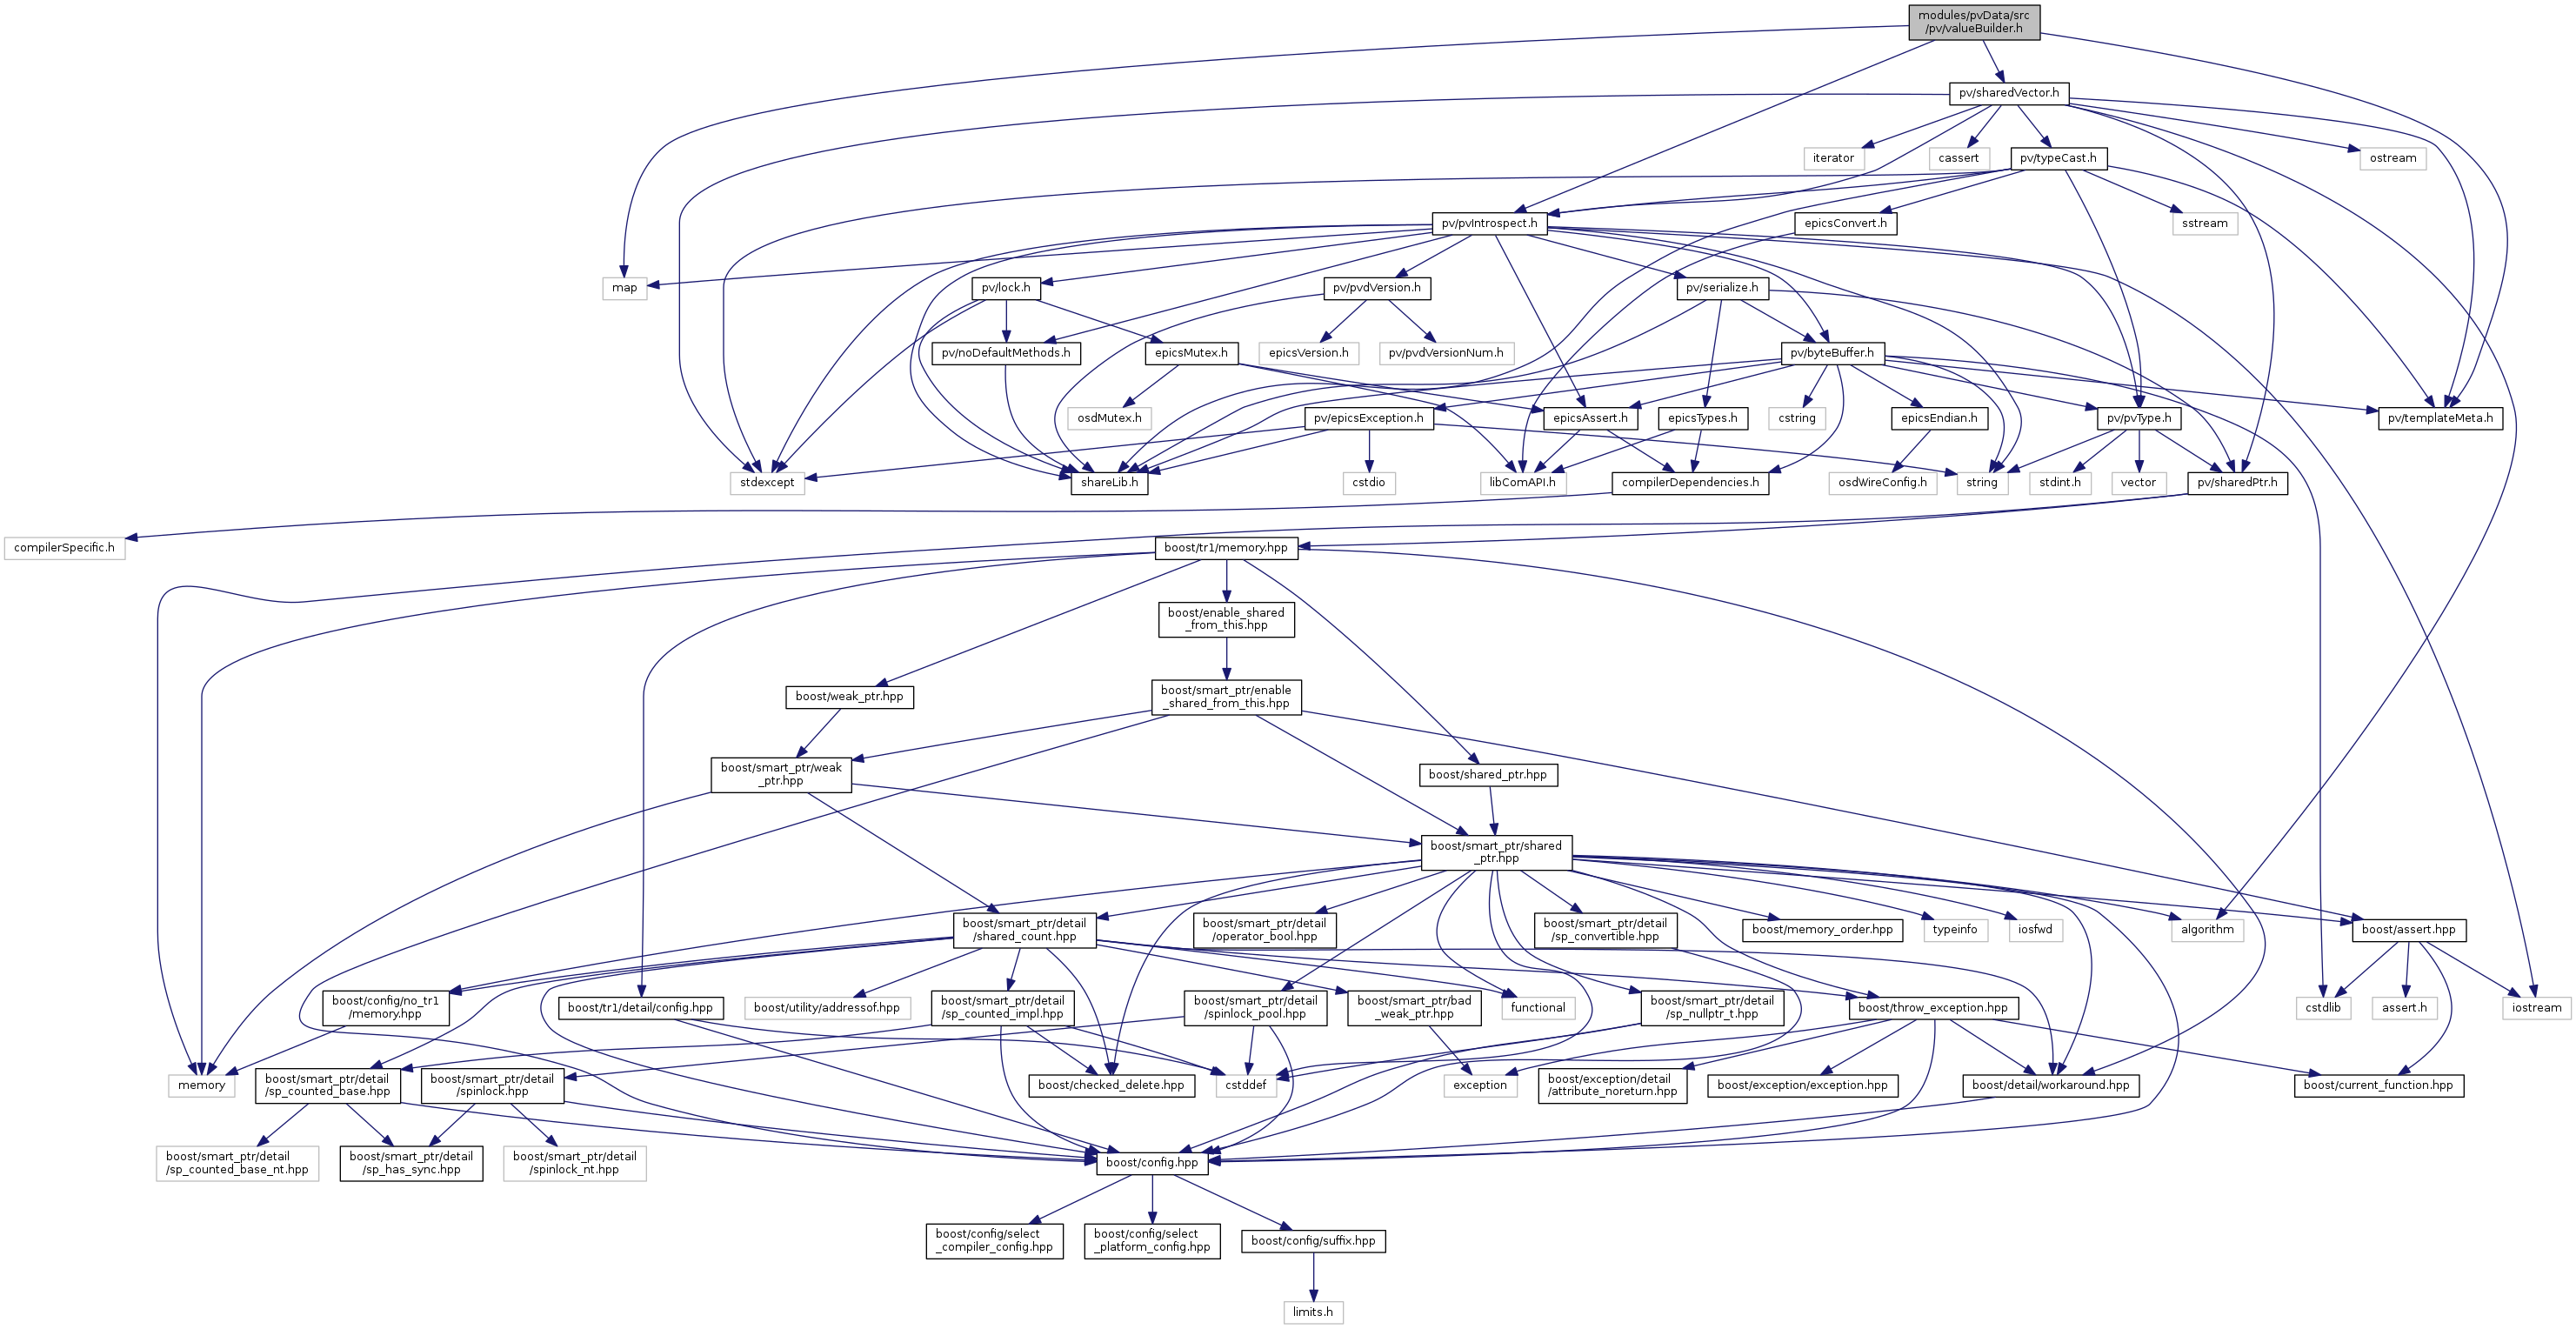 modules/pvData/src
/pv/valueBuilder.h
pv/sharedVector.h
iterator
cassert
pv/typeCast.h
ostream
pv/pvIntrospect.h
epicsConvert.h
sstream
map
pv/lock.h
pv/pvdVersion.h
pv/serialize.h
pv/noDefaultMethods.h
epicsMutex.h
epicsVersion.h
pv/pvdVersionNum.h
pv/byteBuffer.h
osdMutex.h
pv/epicsException.h
epicsAssert.h
epicsTypes.h
cstring
epicsEndian.h
pv/pvType.h
pv/templateMeta.h
stdexcept
shareLib.h
cstdio
libComAPI.h
compilerDependencies.h
osdWireConfig.h
string
stdint.h
vector
pv/sharedPtr.h
compilerSpecific.h
boost/tr1/memory.hpp
boost/enable_shared
_from_this.hpp
boost/weak_ptr.hpp
boost/smart_ptr/enable
_shared_from_this.hpp
boost/smart_ptr/weak
_ptr.hpp
boost/shared_ptr.hpp
boost/smart_ptr/shared
_ptr.hpp
boost/smart_ptr/detail
/shared_count.hpp
boost/smart_ptr/detail
/operator_bool.hpp
boost/smart_ptr/detail
/sp_convertible.hpp
boost/memory_order.hpp
typeinfo
iosfwd
algorithm
boost/assert.hpp
boost/config/no_tr1
/memory.hpp
boost/tr1/detail/config.hpp
boost/utility/addressof.hpp
boost/smart_ptr/detail
/sp_counted_impl.hpp
boost/smart_ptr/detail
/spinlock_pool.hpp
boost/smart_ptr/bad
_weak_ptr.hpp
functional
boost/smart_ptr/detail
/sp_nullptr_t.hpp
boost/throw_exception.hpp
cstdlib
assert.h
iostream
memory
boost/smart_ptr/detail
/sp_counted_base.hpp
boost/smart_ptr/detail
/spinlock.hpp
boost/checked_delete.hpp
cstddef
exception
boost/exception/detail
/attribute_noreturn.hpp
boost/exception/exception.hpp
boost/detail/workaround.hpp
boost/current_function.hpp
boost/smart_ptr/detail
/sp_counted_base_nt.hpp
boost/smart_ptr/detail
/sp_has_sync.hpp
boost/smart_ptr/detail
/spinlock_nt.hpp
boost/config.hpp
boost/config/select
_compiler_config.hpp
boost/config/select
_platform_config.hpp
boost/config/suffix.hpp
limits.h